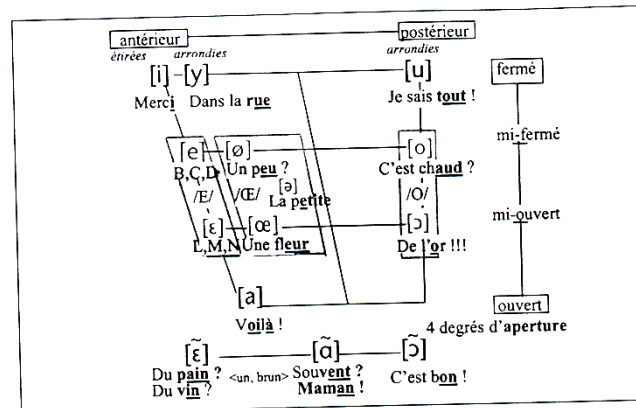 antérieur postérieur
étirées arrondies arrondies
[i] [y] [u] fermé
Merci Dans la rue Je sais tout !
mi-fermé
[e] [ø] [o]
B,C,D Un peu ? C'est chaud ?
/E/ /Œ/ [ə] /O/
La petite
mi-ouvert
[ɛ] [œ] [ɔ]
L,M,N Une fleur De l'or !!!
[a] ouvert
Voilà !
4 degrés d'aperture
[ɛ̃] [ɑ̃] [ɔ̃]
Du pain ? <un, brun> Souvent ? C'est bon !
Du vin ? Maman !